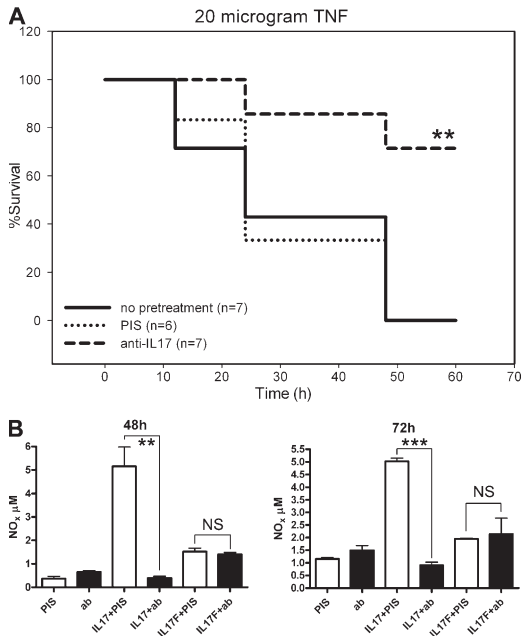 A
20 microgram TNF
120
100
80
60
40
20
0
%Survival
**
no pretreatment (n=7)
PIS (n=6)
anti-IL17 (n=7)
0 10 20 30 40 50 60 70
Time (h)
B
48h
**
NS
6
5
4
3
2
1
0
NOx µM
PIS ab IL17+PIS IL17+ab IL17F+PIS IL17F+ab
72h
***
NS
5.5
5.0
4.5
4.0
3.5
3.0
2.5
2.0
1.5
1.0
0.5
0.0
NOx µM
PIS ab IL17+PIS IL17+ab IL17F+PIS IL17F+ab